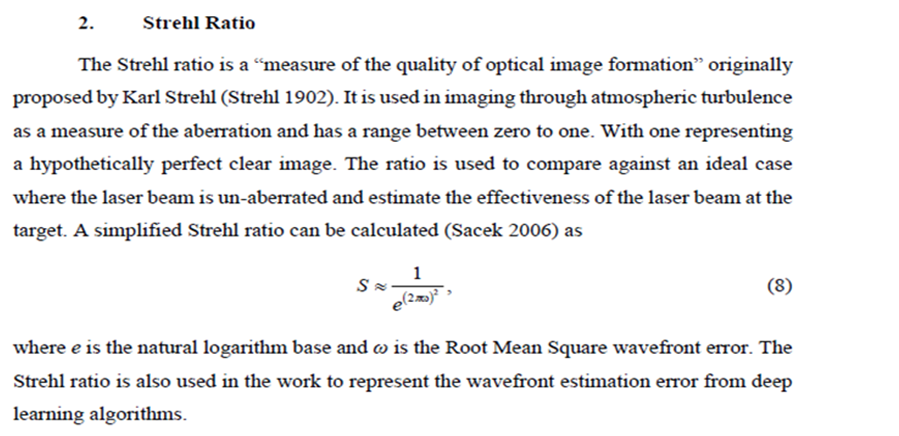 2. Strehl Ratio
The Strehl ratio is a “measure of the quality of optical image formation” originally
proposed by Karl Strehl (Strehl 1902). It is used in imaging through atmospheric turbulence
as a measure of the aberration and has a range between zero to one. With one representing
a hypothetically perfect clear image. The ratio is used to compare against an ideal case
where the laser beam is un-aberrated and estimate the effectiveness of the laser beam at the
target. A simplified Strehl ratio can be calculated (Sacek 2006) as
S ≈ 1 / e^(2πω)², (8)
where e is the natural logarithm base and ω is the Root Mean Square wavefront error. The
Strehl ratio is also used in the work to represent the wavefront estimation error from deep
learning algorithms.